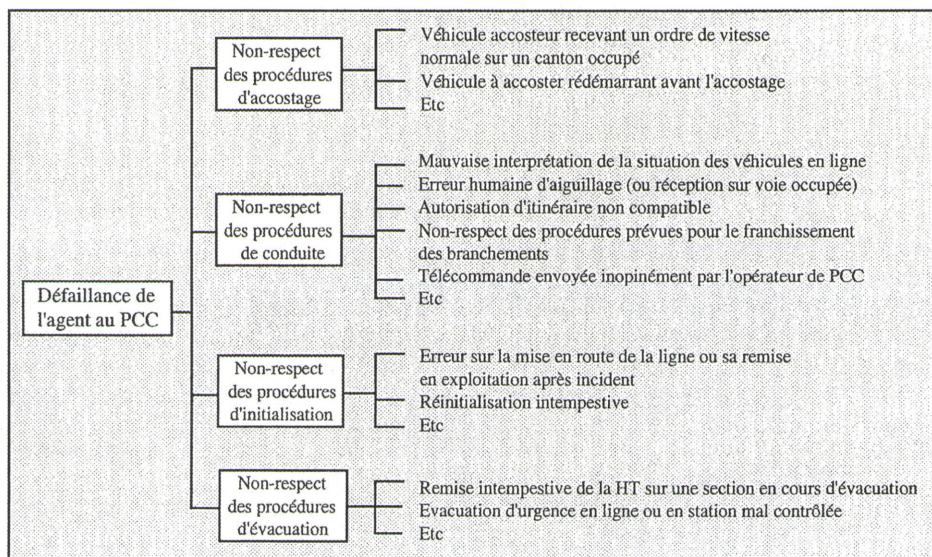 Défaillance de
l'agent au PCC
Non-respect
des procédures
d'accostage
Véhicule accosteur recevant un ordre de vitesse
normale sur un canton occupé
Véhicule à accoster rédémarrant avant l'accostage
Etc
Non-respect
des procédures
de conduite
Mauvaise interprétation de la situation des véhicules en ligne
Erreur humaine d'aiguillage (ou réception sur voie occupée)
Autorisation d'itinéraire non compatible
Non-respect des procédures prévues pour le franchissement
des branchements
Télécommande envoyée inopinément par l'opérateur de PCC
Etc
Non-respect
des procédures
d'initialisation
Erreur sur la mise en route de la ligne ou sa remise
en exploitation après incident
Réinitialisation intempestive
Etc
Non-respect
des procédures
d'évacuation
Remise intempestive de la HT sur une section en cours d'évacuation
Evacuation d'urgence en ligne ou en station mal contrôlée
Etc